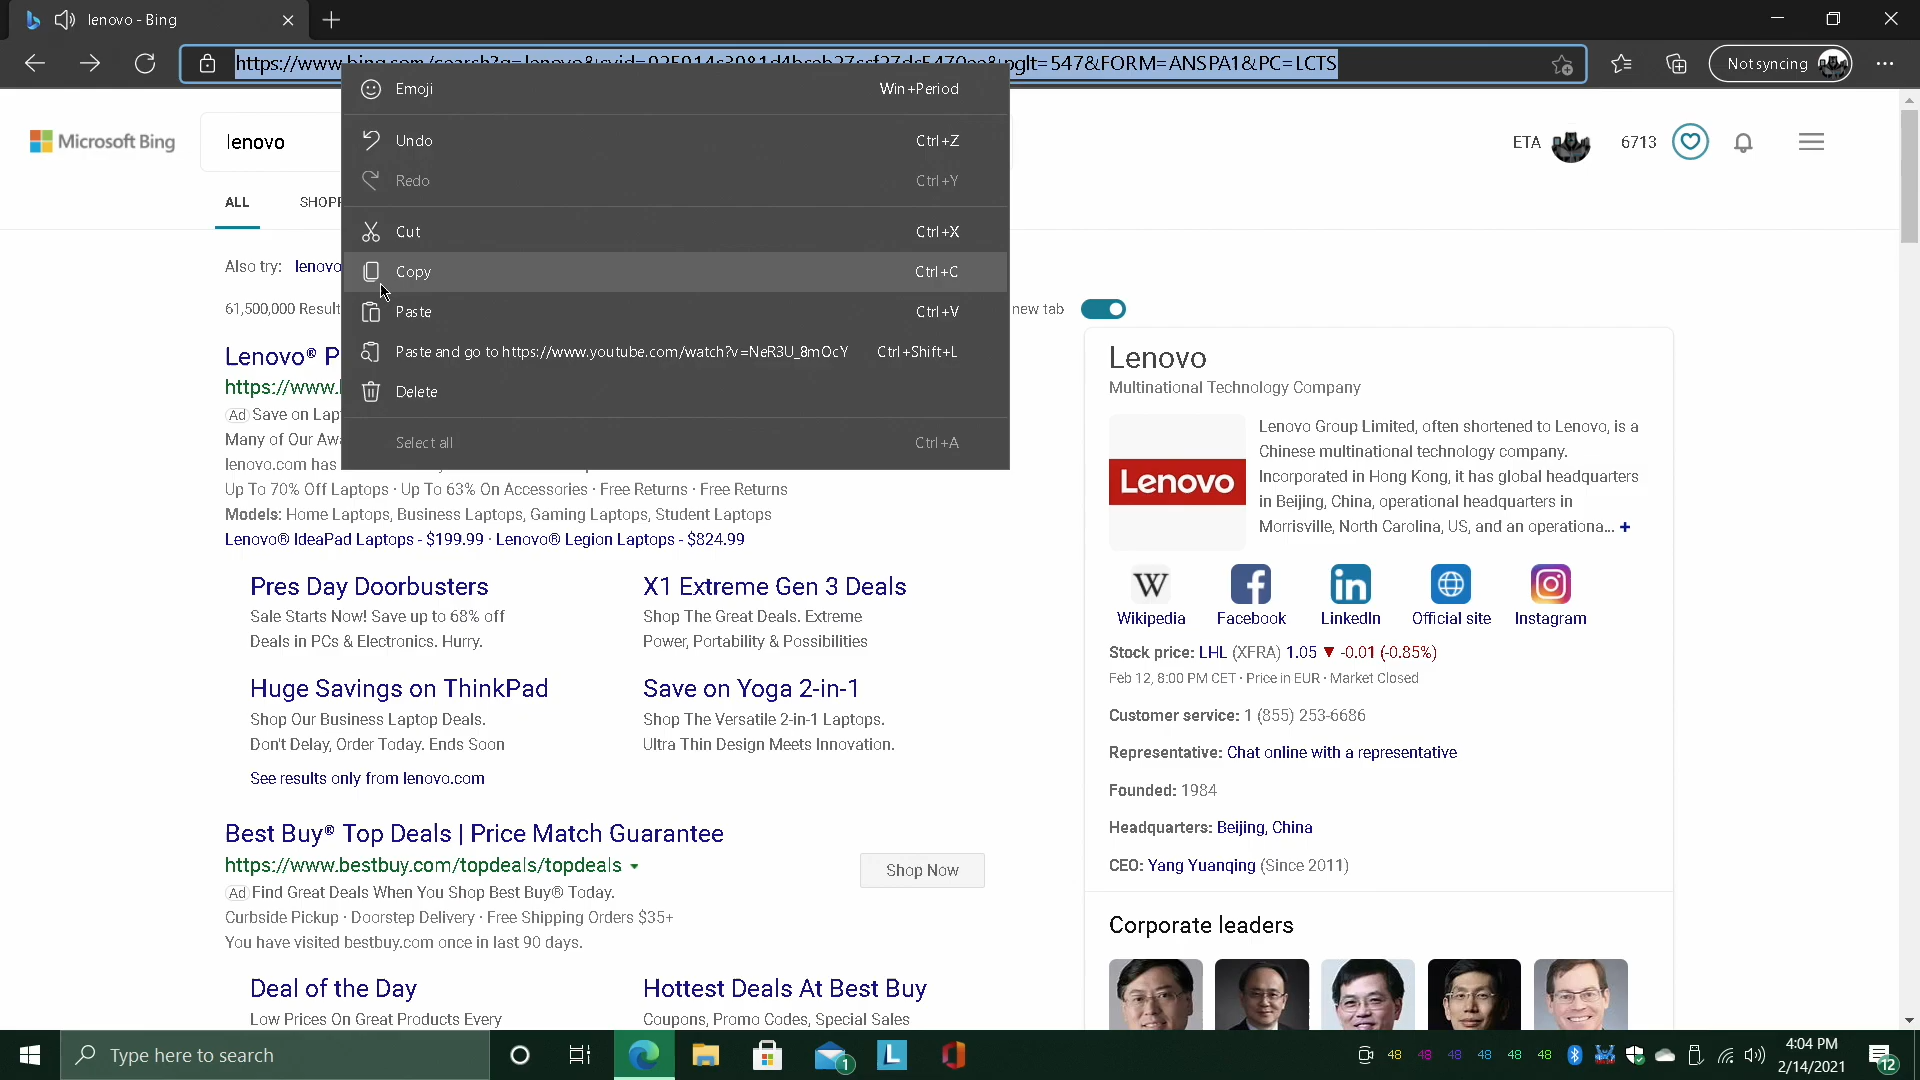 lenovo - Bing
https://www.bing.com/search?q=lenovo&cvid=
pglt=547&FORM=ANSPA1&PC=LCTS
Not syncing
Emoji Win+Period
Undo Ctrl+Z
Redo Ctrl+Y
Cut Ctrl+X
Copy Ctrl+C
Paste Ctrl+V
Paste and go to https://www.youtube.com/watch?v=NeR3U_8mOcY Ctrl+Shift+L
Delete
Select all Ctrl+A
Microsoft Bing
lenovo
ETA
6713
ALL
SHOPP
Also try: lenovo
61,500,000 Result
new tab
Lenovo® P
https://www.l
Ad Save on Lap
Many of Our Awa
lenovo.com has
Up To 70% Off Laptops · Up To 63% On Accessories · Free Returns · Free Returns
Models: Home Laptops, Business Laptops, Gaming Laptops, Student Laptops
Lenovo® IdeaPad Laptops - $199.99 · Lenovo® Legion Laptops - $824.99
Pres Day Doorbusters
Sale Starts Now! Save up to 68% off
Deals in PCs & Electronics. Hurry.
X1 Extreme Gen 3 Deals
Shop The Great Deals. Extreme
Power, Portability & Possibilities
Huge Savings on ThinkPad
Shop Our Business Laptop Deals.
Don't Delay, Order Today. Ends Soon
Save on Yoga 2-in-1
Shop The Versatile 2-in-1 Laptops.
Ultra Thin Design Meets Innovation.
See results only from lenovo.com
Best Buy® Top Deals | Price Match Guarantee
https://www.bestbuy.com/topdeals/topdeals
Ad Find Great Deals When You Shop Best Buy® Today.
Curbside Pickup · Doorstep Delivery · Free Shipping Orders $35+
You have visited bestbuy.com once in last 90 days.
Shop Now
Deal of the Day
Low Prices On Great Products Every
Hottest Deals At Best Buy
Coupons, Promo Codes, Special Sales
Lenovo
Multinational Technology Company
Lenovo
Lenovo Group Limited, often shortened to Lenovo, is a
Chinese multinational technology company.
Incorporated in Hong Kong, it has global headquarters
in Beijing, China, operational headquarters in
Morrisville, North Carolina, US, and an operationa... +
W
Wikipedia
Facebook
in
LinkedIn
Official site
Instagram
Stock price: LHL (XFRA) 1.05 ▼ -0.01 (-0.85%)
Feb 12, 8:00 PM CET · Price in EUR · Market Closed
Customer service: 1 (855) 253-6686
Representative: Chat online with a representative
Founded: 1984
Headquarters: Beijing, China
CEO: Yang Yuanqing (Since 2011)
Corporate leaders
Type here to search
1
L
48 48 48 48 48 48
4:04 PM
2/14/2021
12